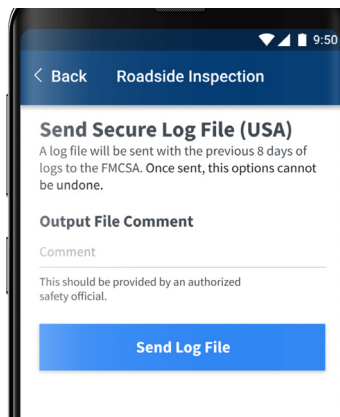 9:50
Back Roadside Inspection
Send Secure Log File (USA)
A log file will be sent with the previous 8 days of
logs to the FMCSA. Once sent, this options cannot
be undone.
Output File Comment
Comment
This should be provided by an authorized
safety official.
Send Log File